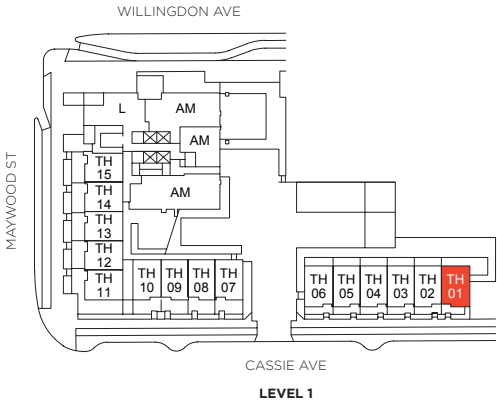 WILLINGDON AVE
MAYWOOD ST
L
AM
AM
AM
TH
15
TH
14
TH
13
TH
12
TH
11
TH
10
TH
09
TH
08
TH
07
TH
06
TH
05
TH
04
TH
03
TH
02
TH
01
CASSIE AVE
LEVEL 1